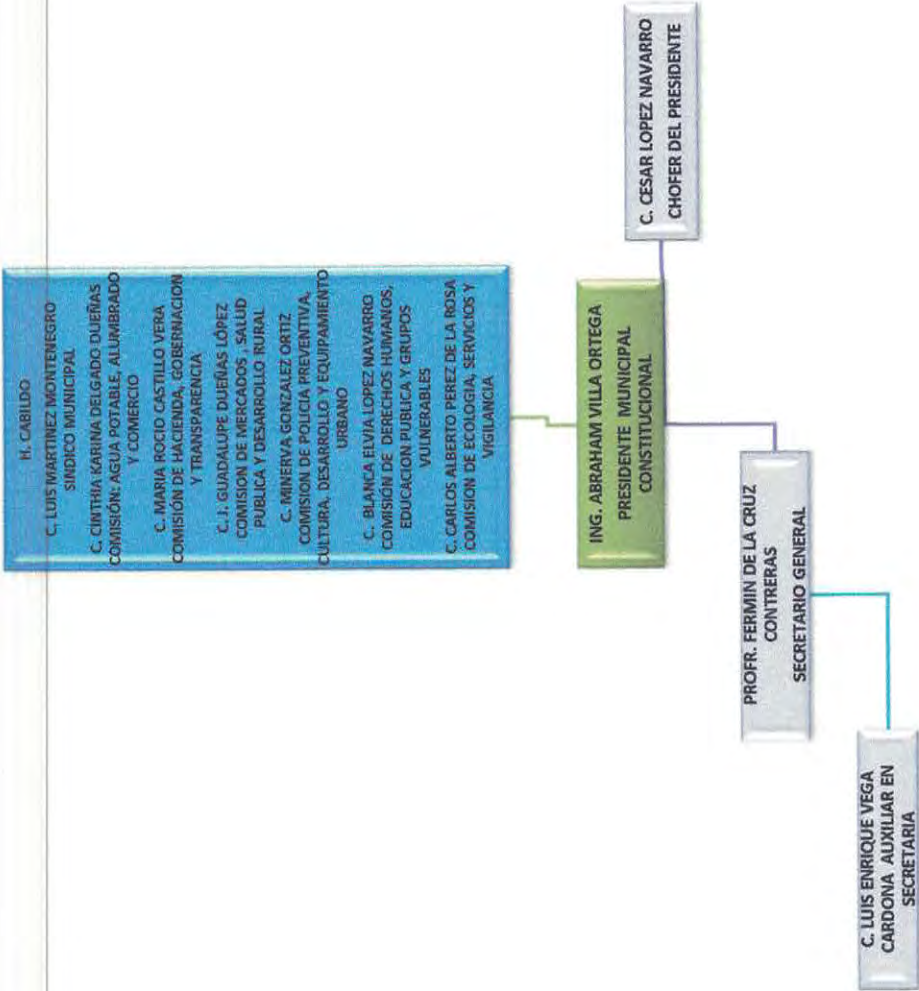 H. CABILDO
C. LUIS MARTINEZ MONTENEGRO
SINDICO MUNICIPAL
C. CINTHIA KARINA DELGADO DUEÑAS
COMISIÓN: AGUA POTABLE, ALUMBRADO
Y COMERCIO
C. MARIA ROCIO CASTILLO VERA
COMISIÓN DE HACIENDA, GOBERNACION
Y TRANSPARENCIA
C.J. GUADALUPE DUEÑAS LÓPEZ
COMISION DE MERCADOS , SALUD
PUBLICA Y DESARROLLO RURAL
C. MINERVA GONZALEZ ORTIZ
COMISION DE POLICIA PREVENTIVA,
CULTURA, DESARROLLO Y EQUIPAMIENTO
URBANO
C. BLANCA ELVIA LOPEZ NAVARRO
COMISIÓN DE DERECHOS HUMANOS,
EDUCACION PUBLICA Y GRUPOS
VULNERABLES
C. CARLOS ALBERTO PEREZ DE LA ROSA
COMISION DE ECOLOGIA, SERVICIOS Y
VIGILANCIA
ING. ABRAHAM VILLA ORTEGA
PRESIDENTE MUNICIPAL
CONSTITUCIONAL
C. CESAR LOPEZ NAVARRO
CHOFER DEL PRESIDENTE
PROFR. FERMIN DE LA CRUZ
CONTRERAS
SECRETARIO GENERAL
C. LUIS ENRIQUE VEGA
CARDONA AUXILIAR EN
SECRETARIA